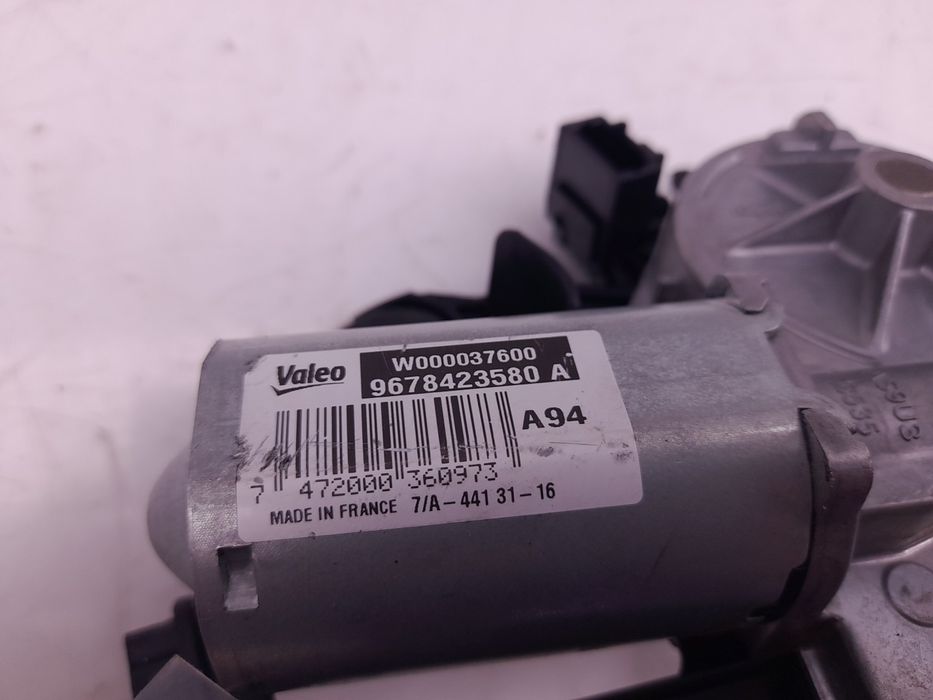 Valeo
W000037600
9678423580 A
A94
7 472000 360973
MADE IN FRANCE 7/A-441 31-16